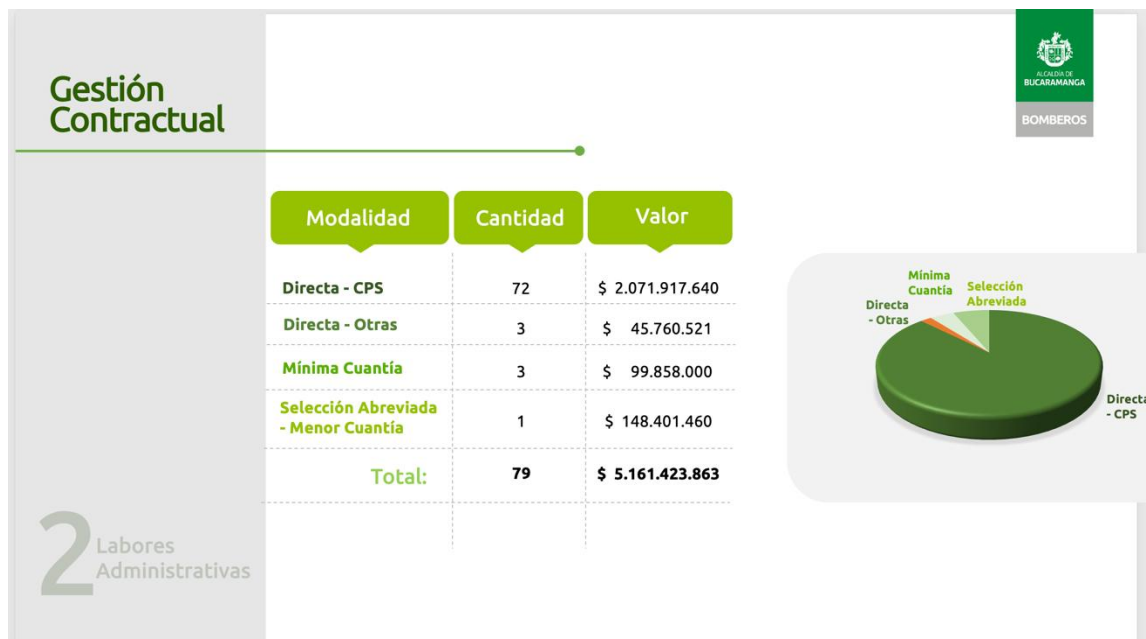 Gestión
Contractual
ALCALDÍA DE
BUCARAMANGA
BOMBEROS
Modalidad Cantidad Valor
Directa - CPS 72 $ 2.071.917.640
Directa - Otras 3 $ 45.760.521
Mínima Cuantía 3 $ 99.858.000
Selección Abreviada
- Menor Cuantía 1 $ 148.401.460
Total: 79 $ 5.161.423.863
Mínima
Cuantía
Selección
Abreviada
Directa
- Otras
Directa
- CPS
2 Labores
Administrativas